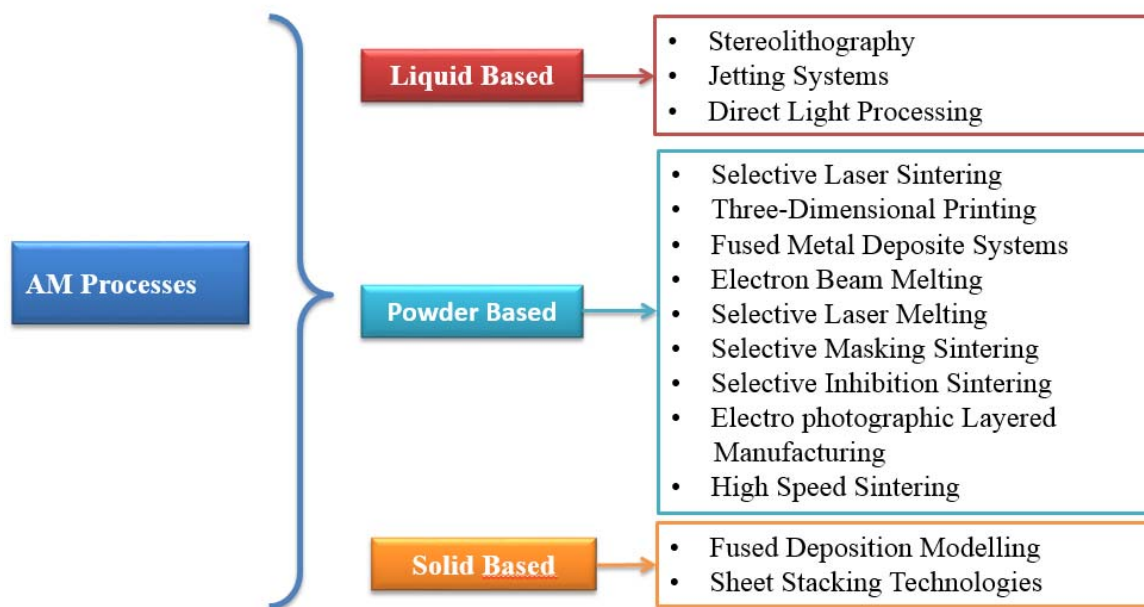 AM Processes
Liquid Based
• Stereolithography
• Jetting Systems
• Direct Light Processing
Powder Based
• Selective Laser Sintering
• Three-Dimensional Printing
• Fused Metal Deposite Systems
• Electron Beam Melting
• Selective Laser Melting
• Selective Masking Sintering
• Selective Inhibition Sintering
• Electro photographic Layered
Manufacturing
• High Speed Sintering
Solid Based
• Fused Deposition Modelling
• Sheet Stacking Technologies